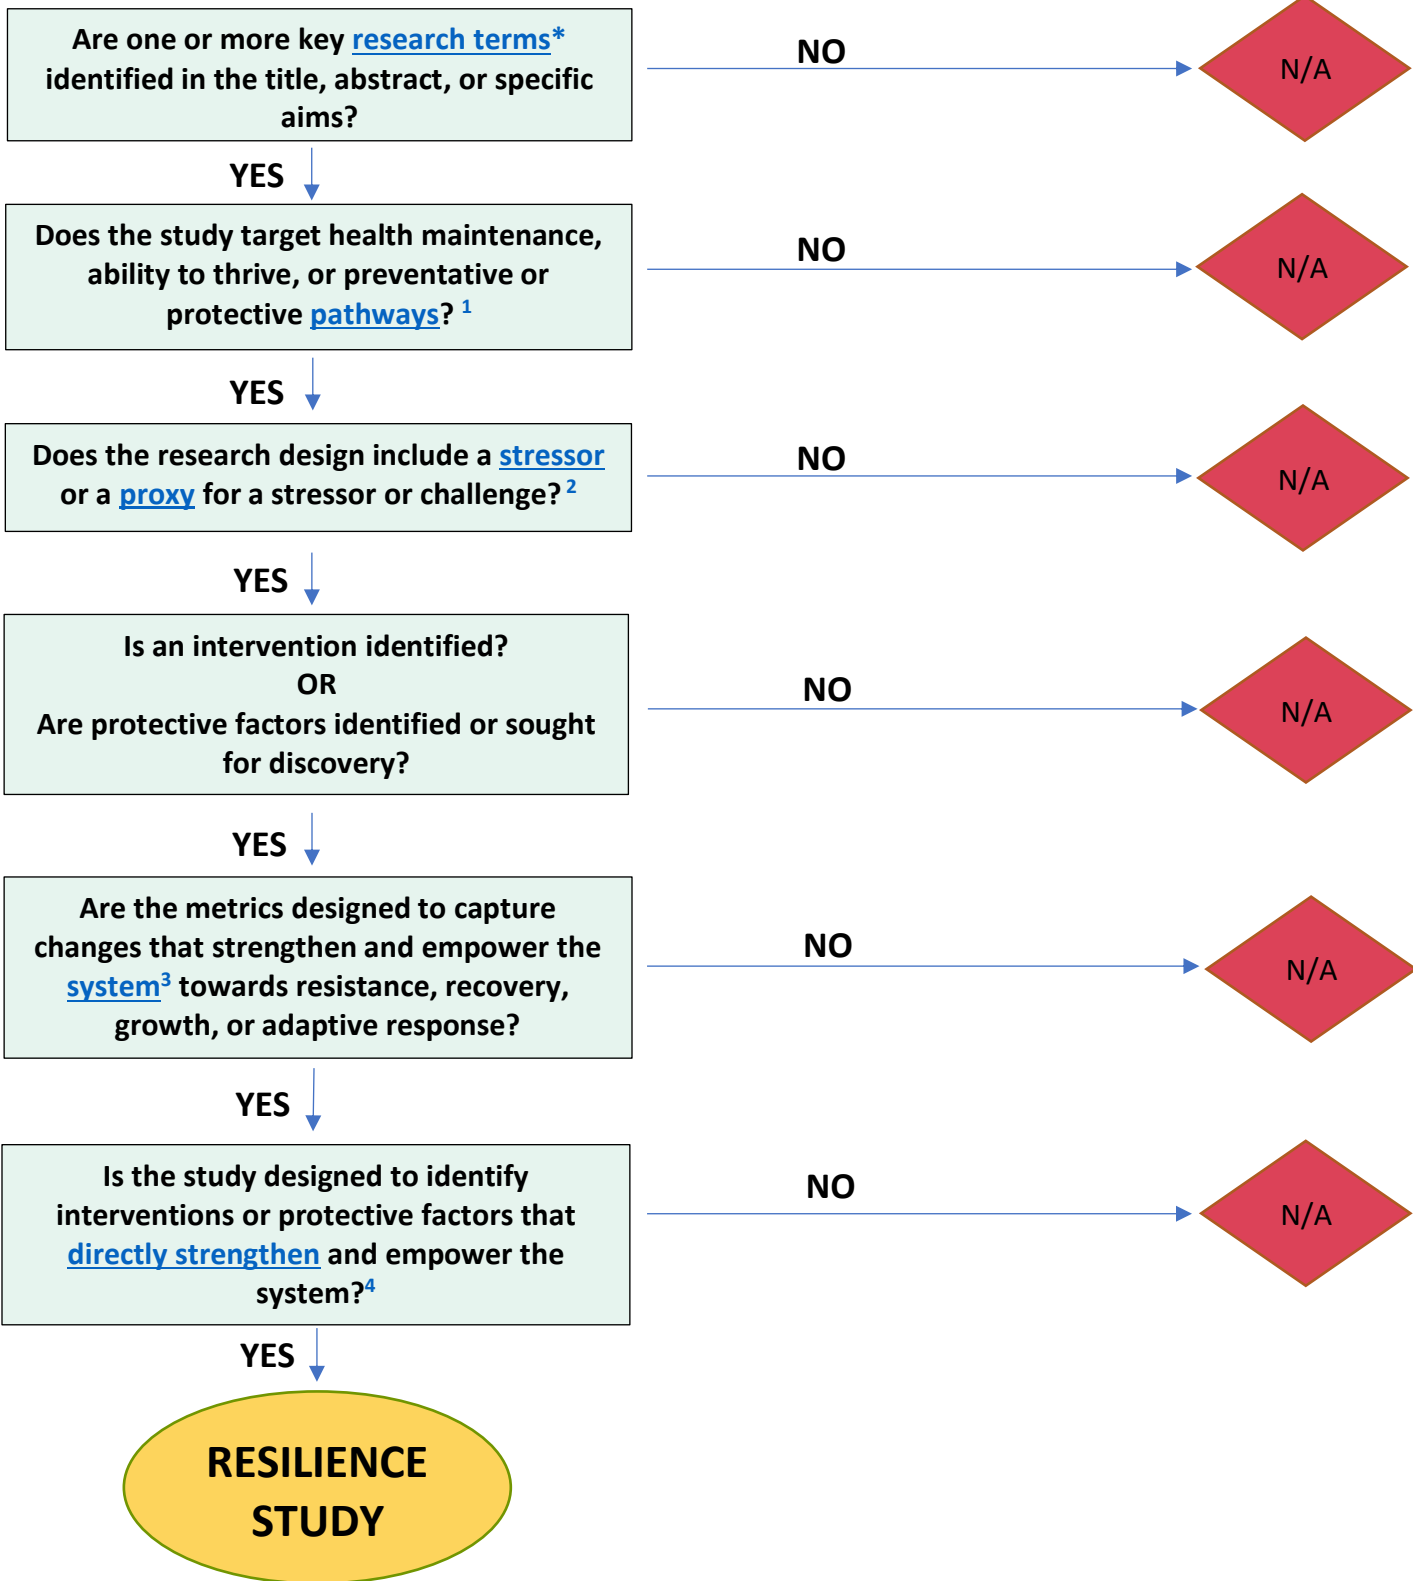 Are one or more key research terms*
identified in the title, abstract, or specific
aims?
NO
N/A
YES
Does the study target health maintenance,
ability to thrive, or preventative or
protective pathways? 1
NO
N/A
YES
Does the research design include a stressor
or a proxy for a stressor or challenge? 2
NO
N/A
YES
Is an intervention identified?
OR
Are protective factors identified or sought
for discovery?
NO
N/A
YES
Are the metrics designed to capture
changes that strengthen and empower the
system3 towards resistance, recovery,
growth, or adaptive response?
NO
N/A
YES
Is the study designed to identify
interventions or protective factors that
directly strengthen and empower the
system?4
NO
N/A
YES
RESILIENCE
STUDY